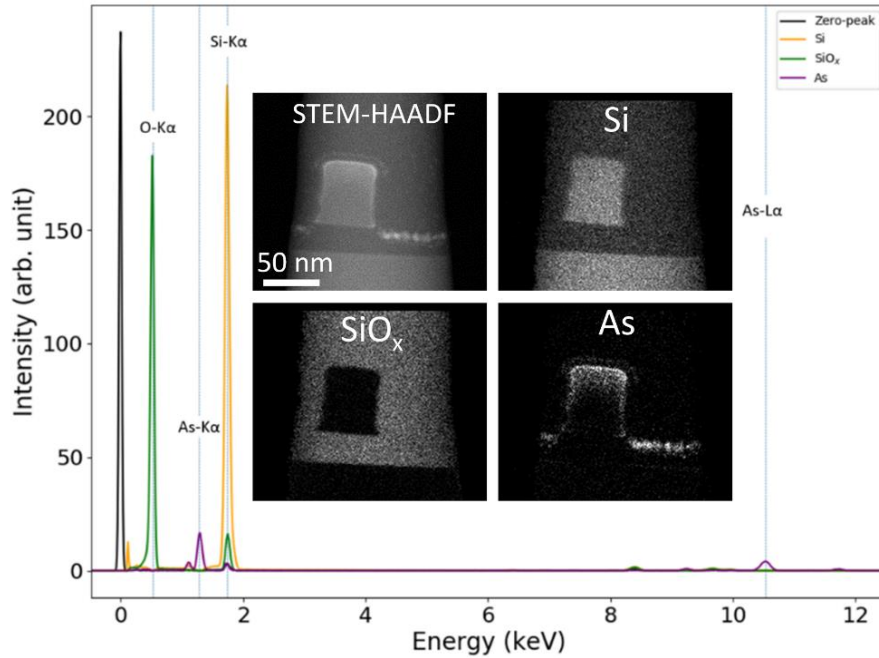 Zero-peak
Si
SiOₓ
As
Si-Kα
O-Kα
As-Kα
As-Lα
STEM-HAADF
Si
50 nm
SiOₓ
As
Intensity (arb. unit)
200
150
100
50
0
0 2 4 6 8 10 12
Energy (keV)